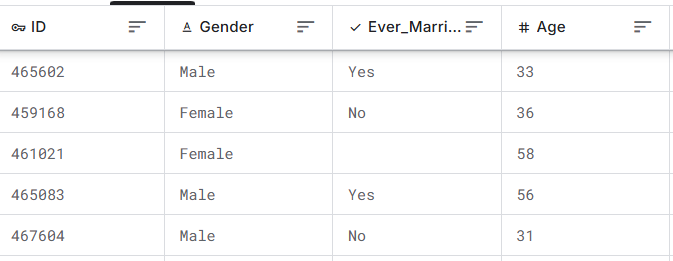 ID Gender Ever_Marri... # Age
465602 Male Yes 33
459168 Female No 36
461021 Female 58
465083 Male Yes 56
467604 Male No 31